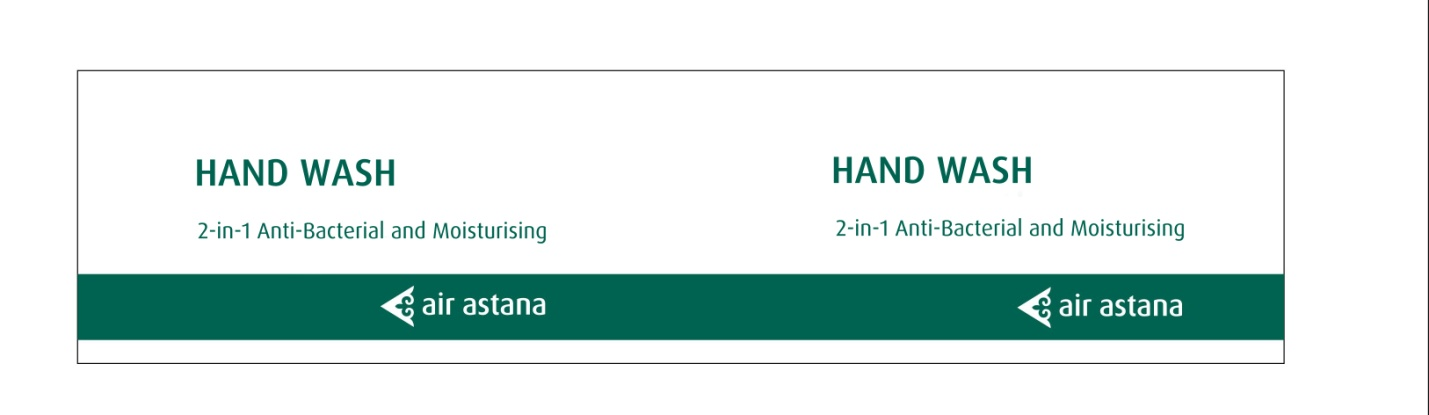 HAND WASH
2-in-1 Anti-Bacterial and Moisturising
air astana
HAND WASH
2-in-1 Anti-Bacterial and Moisturising
air astana